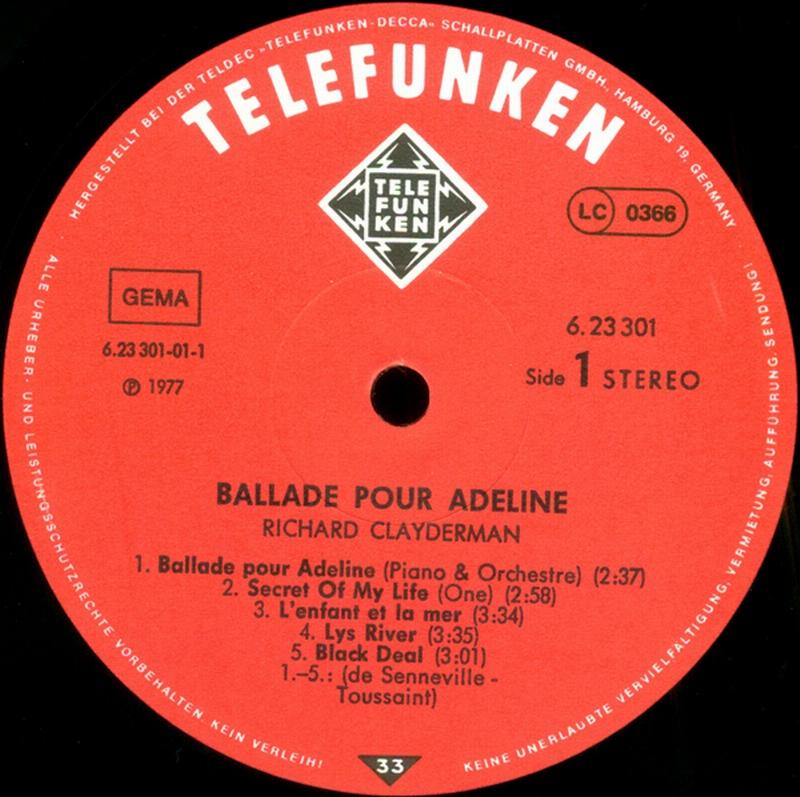 HERGESTELLT BEI DER TELDEC »TELEFUNKEN-DECCA« SCHALLPLATTEN GMBH., HAMBURG 19, GERMANY
TELEFUNKEN
TELE
FUN
KEN
LC 0366
GEMA
6.23 301
6.23 301-01-1
Side 1 STEREO
℗ 1977
BALLADE POUR ADELINE
RICHARD CLAYDERMAN
1. Ballade pour Adeline (Piano & Orchestre) (2:37)
2. Secret Of My Life (One) (2:58)
3. L'enfant et la mer (3:34)
4. Lys River (3:35)
5. Black Deal (3:01)
1.–5.: (de Senneville -
Toussaint)
33
ALLE URHEBER- UND LEISTUNGSSCHUTZRECHTE VORBEHALTEN. KEIN VERLEIH!
KEINE UNERLAUBTE VERVIELFÄLTIGUNG, VERMIETUNG, AUFFÜHRUNG, SENDUNG!